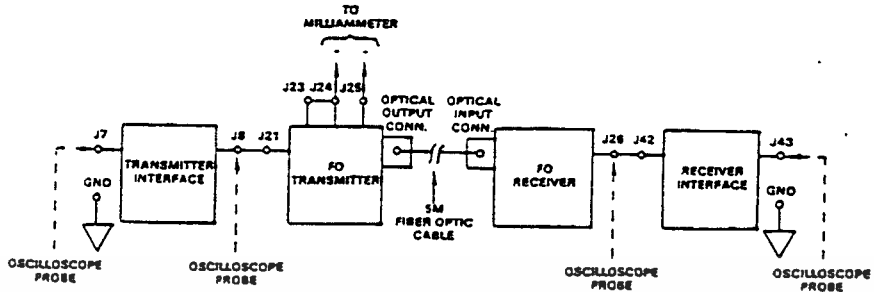 TO
MILLIAMMETER
- -
J23 J24 J25
OPTICAL
OUTPUT
CONN.
OPTICAL
INPUT
CONN.
J7
TRANSMITTER
INTERFACE
J8 J21
FO
TRANSMITTER
FO
RECEIVER
J26 J42
RECEIVER
INTERFACE
J43
GND
GND
5M
FIBER OPTIC
CABLE
OSCILLOSCOPE
PROBE
OSCILLOSCOPE
PROBE
OSCILLOSCOPE
PROBE
OSCILLOSCOPE
PROBE